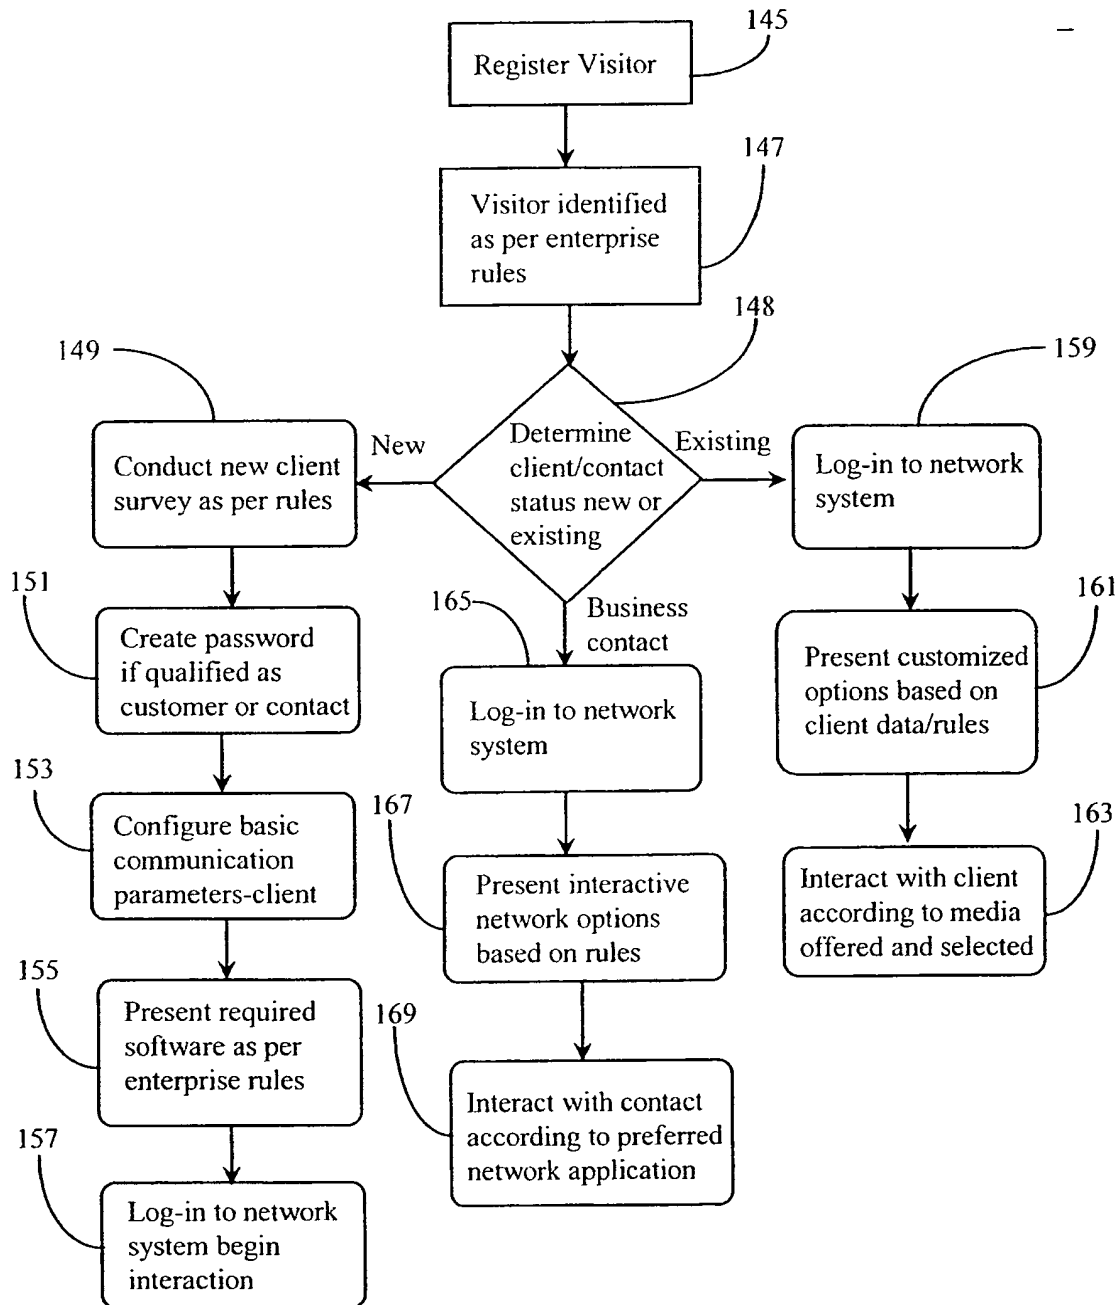 145
Register Visitor
147
Visitor identified
as per enterprise
rules
148
149
159
New
Determine
client/contact
status new or
existing
Existing
Conduct new client
survey as per rules
Log-in to network
system
151
165
Business
contact
161
Create password
if qualified as
customer or contact
Log-in to network
system
Present customized
options based on
client data/rules
153
167
163
Configure basic
communication
parameters-client
Present interactive
network options
based on rules
Interact with client
according to media
offered and selected
155
169
Present required
software as per
enterprise rules
Interact with contact
according to preferred
network application
157
Log-in to network
system begin
interaction